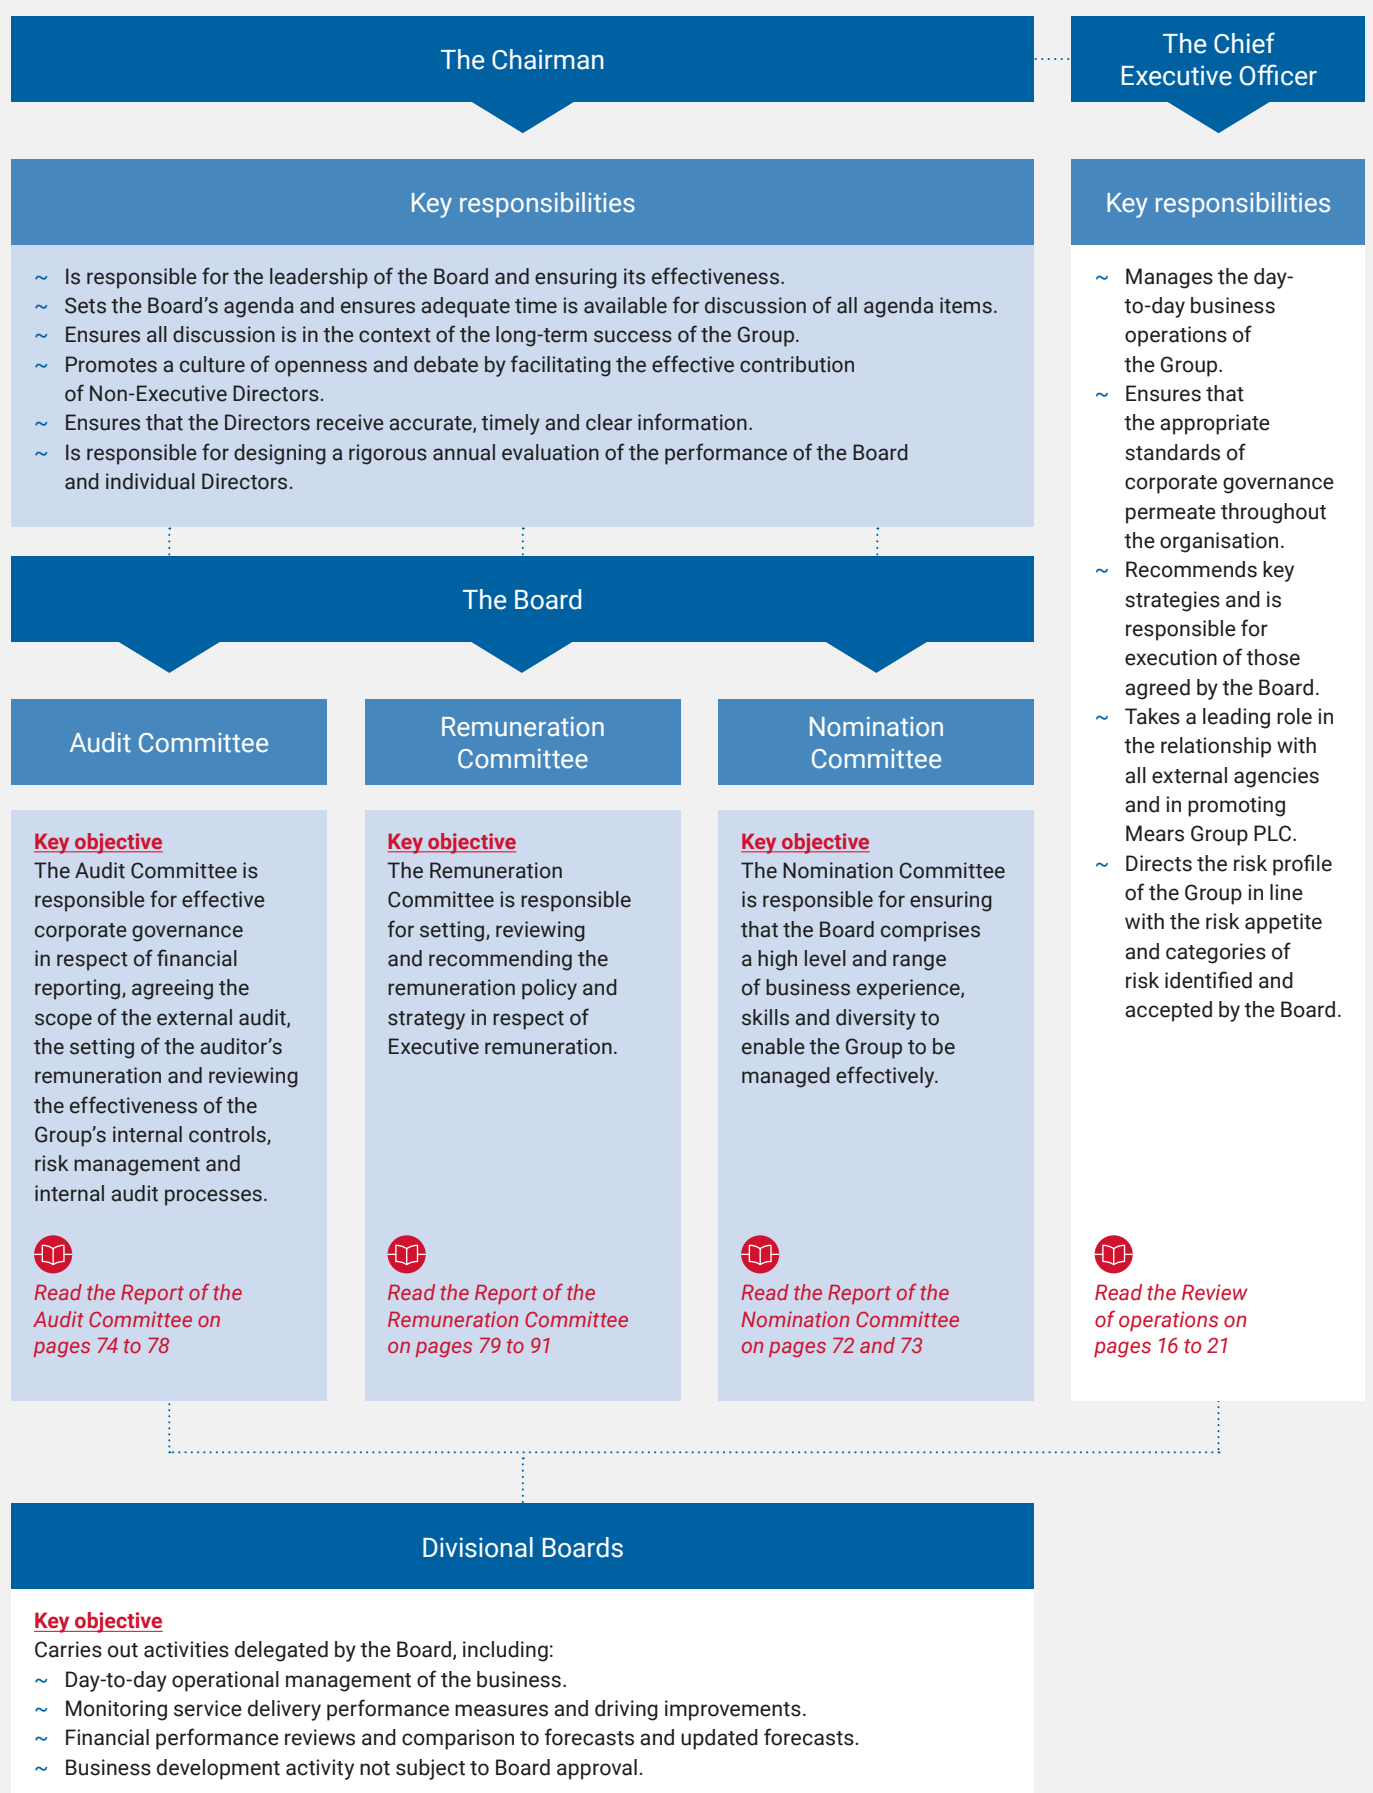 The Chairman
Key responsibilities
~ Is responsible for the leadership of the Board and ensuring its effectiveness.
~ Sets the Board’s agenda and ensures adequate time is available for discussion of all agenda items.
~ Ensures all discussion is in the context of the long-term success of the Group.
~ Promotes a culture of openness and debate by facilitating the effective contribution
of Non-Executive Directors.
~ Ensures that the Directors receive accurate, timely and clear information.
~ Is responsible for designing a rigorous annual evaluation of the performance of the Board
and individual Directors.
The Chief
Executive Officer
Key responsibilities
~ Manages the day-
to-day business
operations of
the Group.
~ Ensures that
the appropriate
standards of
corporate governance
permeate throughout
the organisation.
~ Recommends key
strategies and is
responsible for
execution of those
agreed by the Board.
~ Takes a leading role in
the relationship with
all external agencies
and in promoting
Mears Group PLC.
~ Directs the risk profile
of the Group in line
with the risk appetite
and categories of
risk identified and
accepted by the Board.
Read the Review
of operations on
pages 16 to 21
The Board
Audit Committee
Key objective
The Audit Committee is
responsible for effective
corporate governance
in respect of financial
reporting, agreeing the
scope of the external audit,
the setting of the auditor’s
remuneration and reviewing
the effectiveness of the
Group’s internal controls,
risk management and
internal audit processes.
Read the Report of the
Audit Committee on
pages 74 to 78
Remuneration
Committee
Key objective
The Remuneration
Committee is responsible
for setting, reviewing
and recommending the
remuneration policy and
strategy in respect of
Executive remuneration.
Read the Report of the
Remuneration Committee
on pages 79 to 91
Nomination
Committee
Key objective
The Nomination Committee
is responsible for ensuring
that the Board comprises
a high level and range
of business experience,
skills and diversity to
enable the Group to be
managed effectively.
Read the Report of the
Nomination Committee
on pages 72 and 73
Divisional Boards
Key objective
Carries out activities delegated by the Board, including:
~ Day-to-day operational management of the business.
~ Monitoring service delivery performance measures and driving improvements.
~ Financial performance reviews and comparison to forecasts and updated forecasts.
~ Business development activity not subject to Board approval.